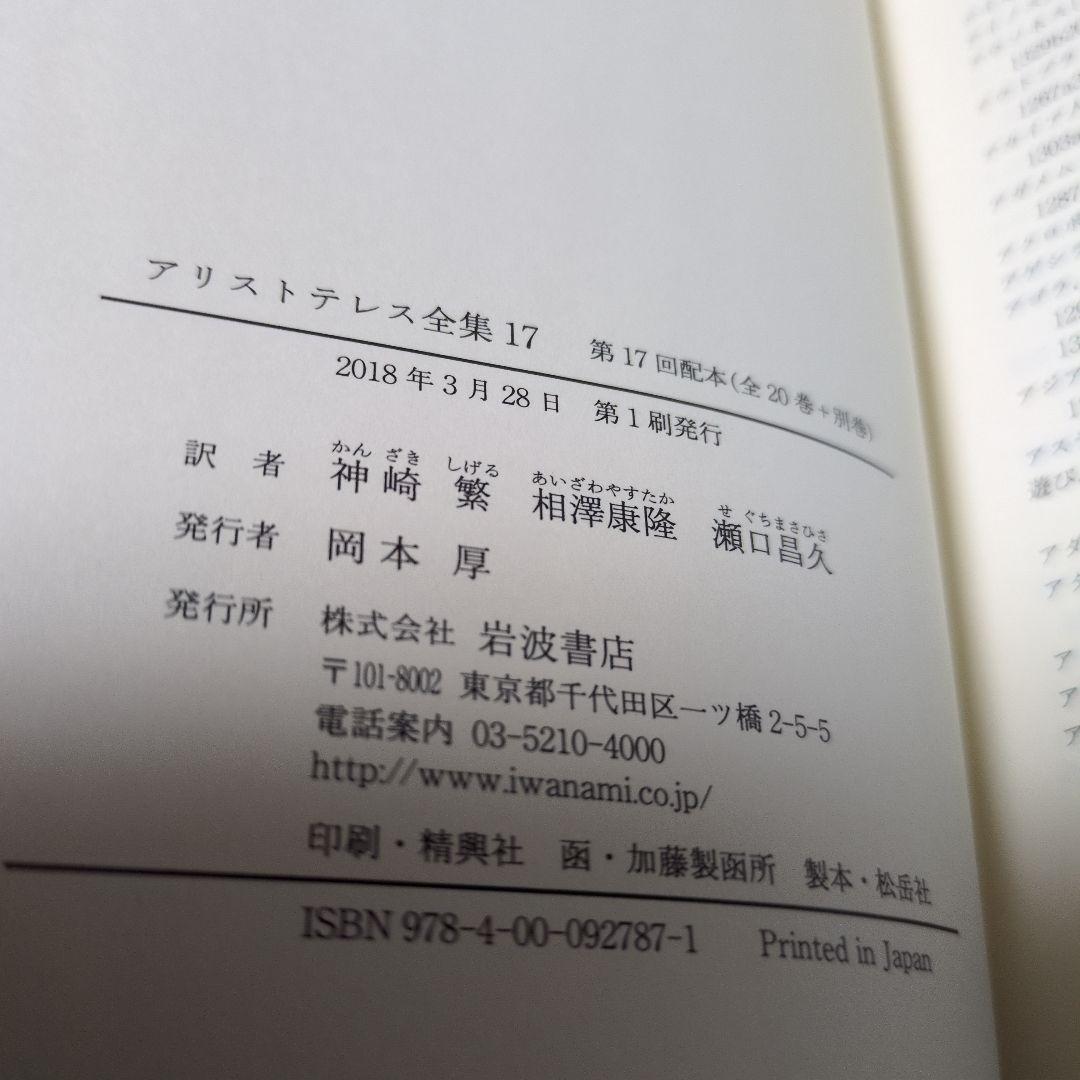 アリストテレス全集 17　第 17 回配本(全 20 巻+別巻)
2018 年 3 月 28 日　第 1 刷発行
かん ざき しげる あいざわやすたか せ ぐちまさひさ
訳 者　神崎 繁　相澤康隆　瀬口昌久
発行者　岡本 厚
発行所　株式会社 岩波書店
〒101-8002 東京都千代田区一ツ橋 2-5-5
電話案内 03-5210-4000
http://www.iwanami.co.jp/
印刷・精興社　函・加藤製函所　製本・松岳社
ISBN 978-4-00-092787-1　Printed in Japan
1303a
1287
アジア
遊び